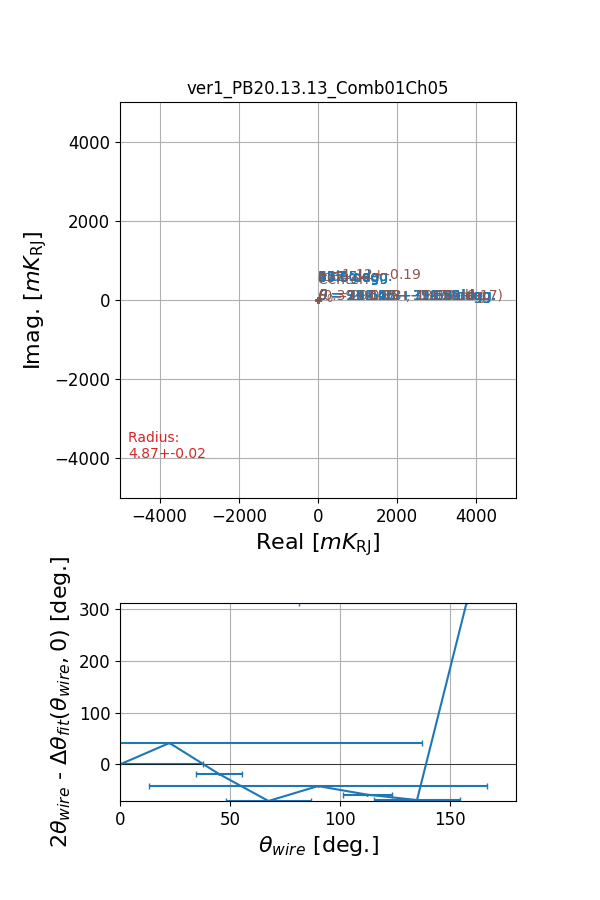 ver1_PB20.13.13_Comb01Ch05
Imag. [mK_RJ]
4000
2000
0
−2000
−4000
Radius:
4.87+-0.02
−4000 −2000 0 2000 4000
Real [mK_RJ]
2θ_wire - Δθ_fit(θ_wire, 0) [deg.]
300
200
100
0
0 50 100 150
θ_wire [deg.]